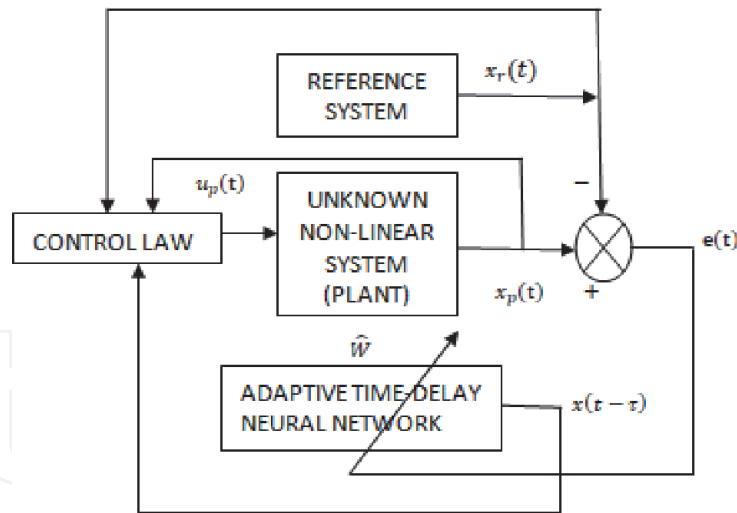 REFERENCE
SYSTEM
x_r(t)
u_p(t)
UNKNOWN
NON-LINEAR
SYSTEM
(PLANT)
CONTROL LAW
−
+
e(t)
x_p(t)
Ŵ
ADAPTIVE TIME-DELAY
NEURAL NETWORK
x(t − τ)